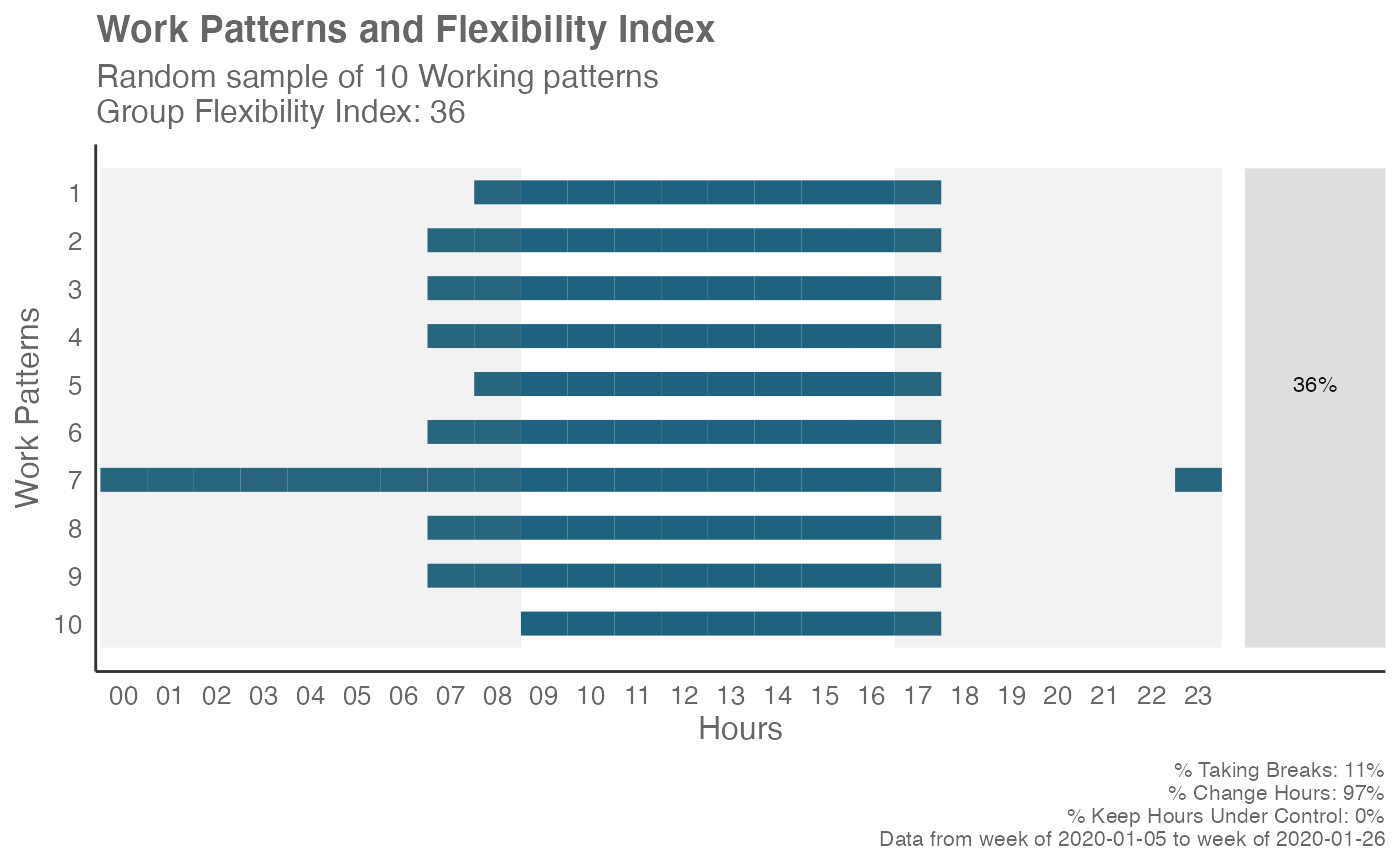 Work Patterns and Flexibility Index
Random sample of 10 Working patterns
Group Flexibility Index: 36
Work Patterns
1
2
3
4
5
6
7
8
9
10
36%
00 01 02 03 04 05 06 07 08 09 10 11 12 13 14 15 16 17 18 19 20 21 22 23
Hours
% Taking Breaks: 11%
% Change Hours: 97%
% Keep Hours Under Control: 0%
Data from week of 2020-01-05 to week of 2020-01-26